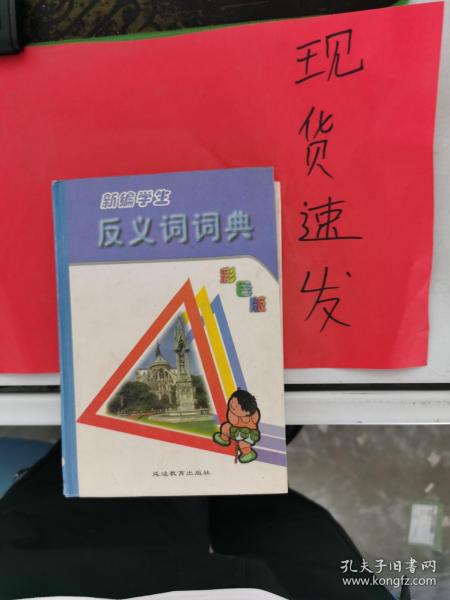 现货速发
新编学生
反义词词典
彩色版
延边教育出版社
孔夫子旧书网
www.kongfz.com